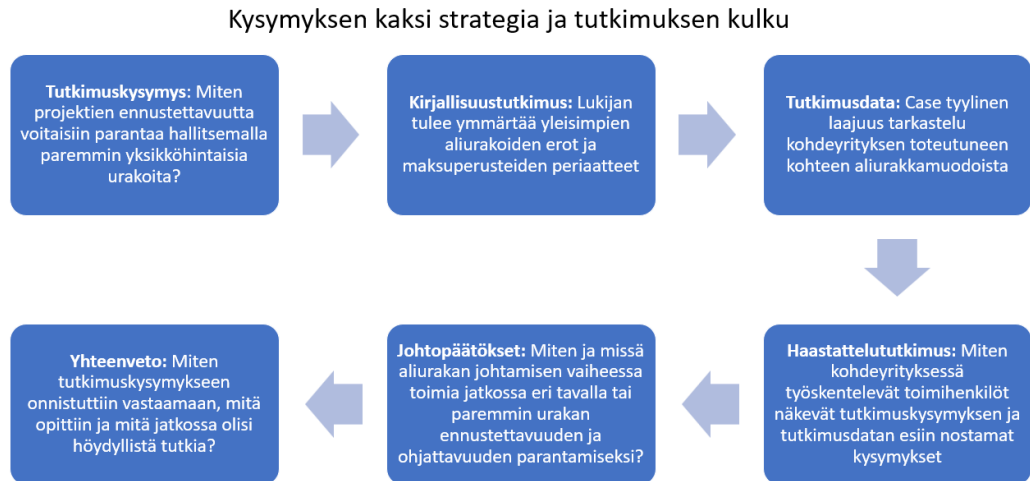 Kysymyksen kaksi strategia ja tutkimuksen kulku
Tutkimuskysymys: Miten
projektien ennustettavuutta
voitaisiin parantaa hallitsemalla
paremmin yksikköhintaisia
urakoita?
Kirjallisuustutkimus: Lukijan
tulee ymmärtää yleisimpien
aliurakoiden erot ja
maksuperusteiden periaatteet
Tutkimusdata: Case tyylinen
laajuus tarkastelu
kohdeyrityksen toteutuneen
kohteen aliurakkamuodoista
Haastattelututkimus: Miten
kohdeyrityksessä
työskentelevät toimihenkilöt
näkevät tutkimuskysymyksen ja
tutkimusdatan esiin nostamat
kysymykset
Johtopäätökset: Miten ja missä
aliurakan johtamisen vaiheessa
toimia jatkossa eri tavalla tai
paremmin urakan
ennustettavuuden ja
ohjattavuuden parantamiseksi?
Yhteenveto: Miten
tutkimuskysymykseen
onnistuttiin vastaamaan, mitä
opittiin ja mitä jatkossa olisi
höydyllistä tutkia?